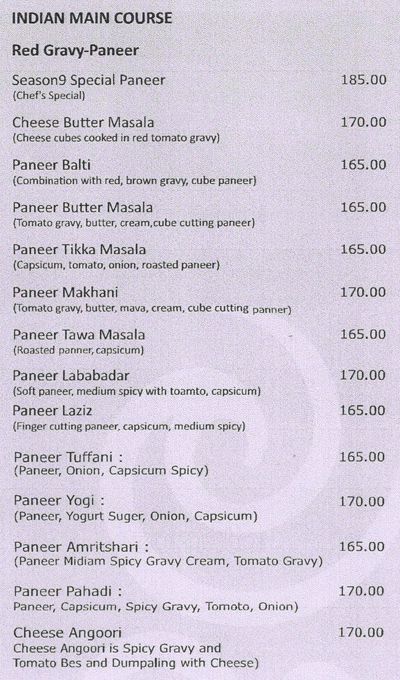 INDIAN MAIN COURSE
Red Gravy-Paneer
Season9 Special Paneer 185.00
(Chef's Special)
Cheese Butter Masala 170.00
(Cheese cubes cooked in red tomato gravy)
Paneer Balti 165.00
(Combination with red, brown gravy, cube paneer)
Paneer Butter Masala 165.00
(Tomato gravy, butter, cream,cube cutting paneer)
Paneer Tikka Masala 165.00
(Capsicum, tomato, onion, roasted paneer)
Paneer Makhani 170.00
(Tomato gravy, butter, mava, cream, cube cutting panner)
Paneer Tawa Masala 165.00
(Roasted panner, capsicum)
Paneer Lababadar 170.00
(Soft paneer, medium spicy with toamto, capsicum)
Paneer Laziz 165.00
(Finger cutting paneer, capsicum, medium spicy)
Paneer Tuffani : 165.00
(Paneer, Onion, Capsicum Spicy)
Paneer Yogi : 170.00
(Paneer, Yogurt Suger, Onion, Capsicum)
Paneer Amritshari : 165.00
(Paneer Midiam Spicy Gravy Cream, Tomato Gravy)
Paneer Pahadi : 170.00
Paneer, Capsicum, Spicy Gravy, Tomoto, Onion)
Cheese Angoori 170.00
Cheese Angoori is Spicy Gravy and
Tomato Bes and Dumpaling with Cheese)